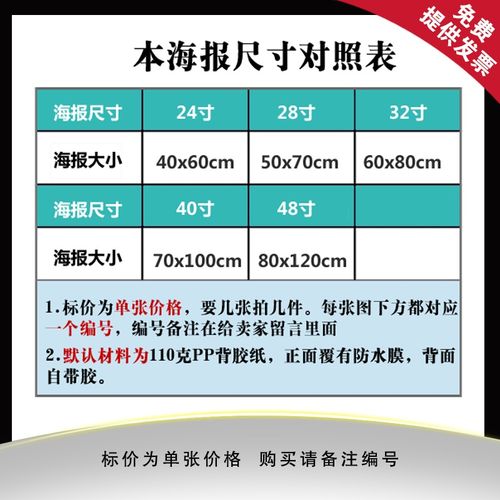 免费
提供发票
本海报尺寸对照表
海报尺寸 24寸 28寸 32寸
海报大小 40x60cm 50x70cm 60x80cm
海报尺寸 40寸 48寸
海报大小 70x100cm 80x120cm
1.标价为单张价格，要几张拍几件。每张图下方都对应
一个编号，编号备注在给卖家留言里面
2.默认材料为110克PP背胶纸，正面覆有防水膜，背面
自带胶。
标价为单张价格 购买请备注编号